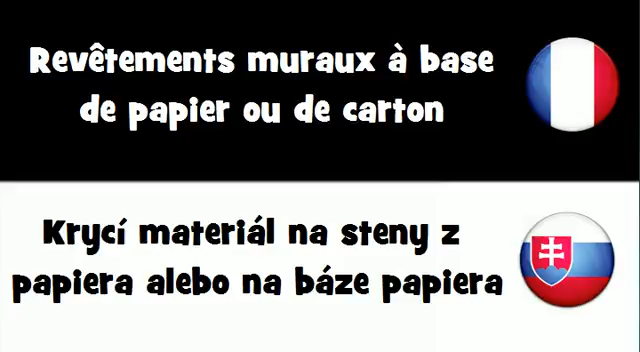 Revêtements muraux à base
de papier ou de carton
Krycí materiál na steny z
papiera alebo na báze papiera